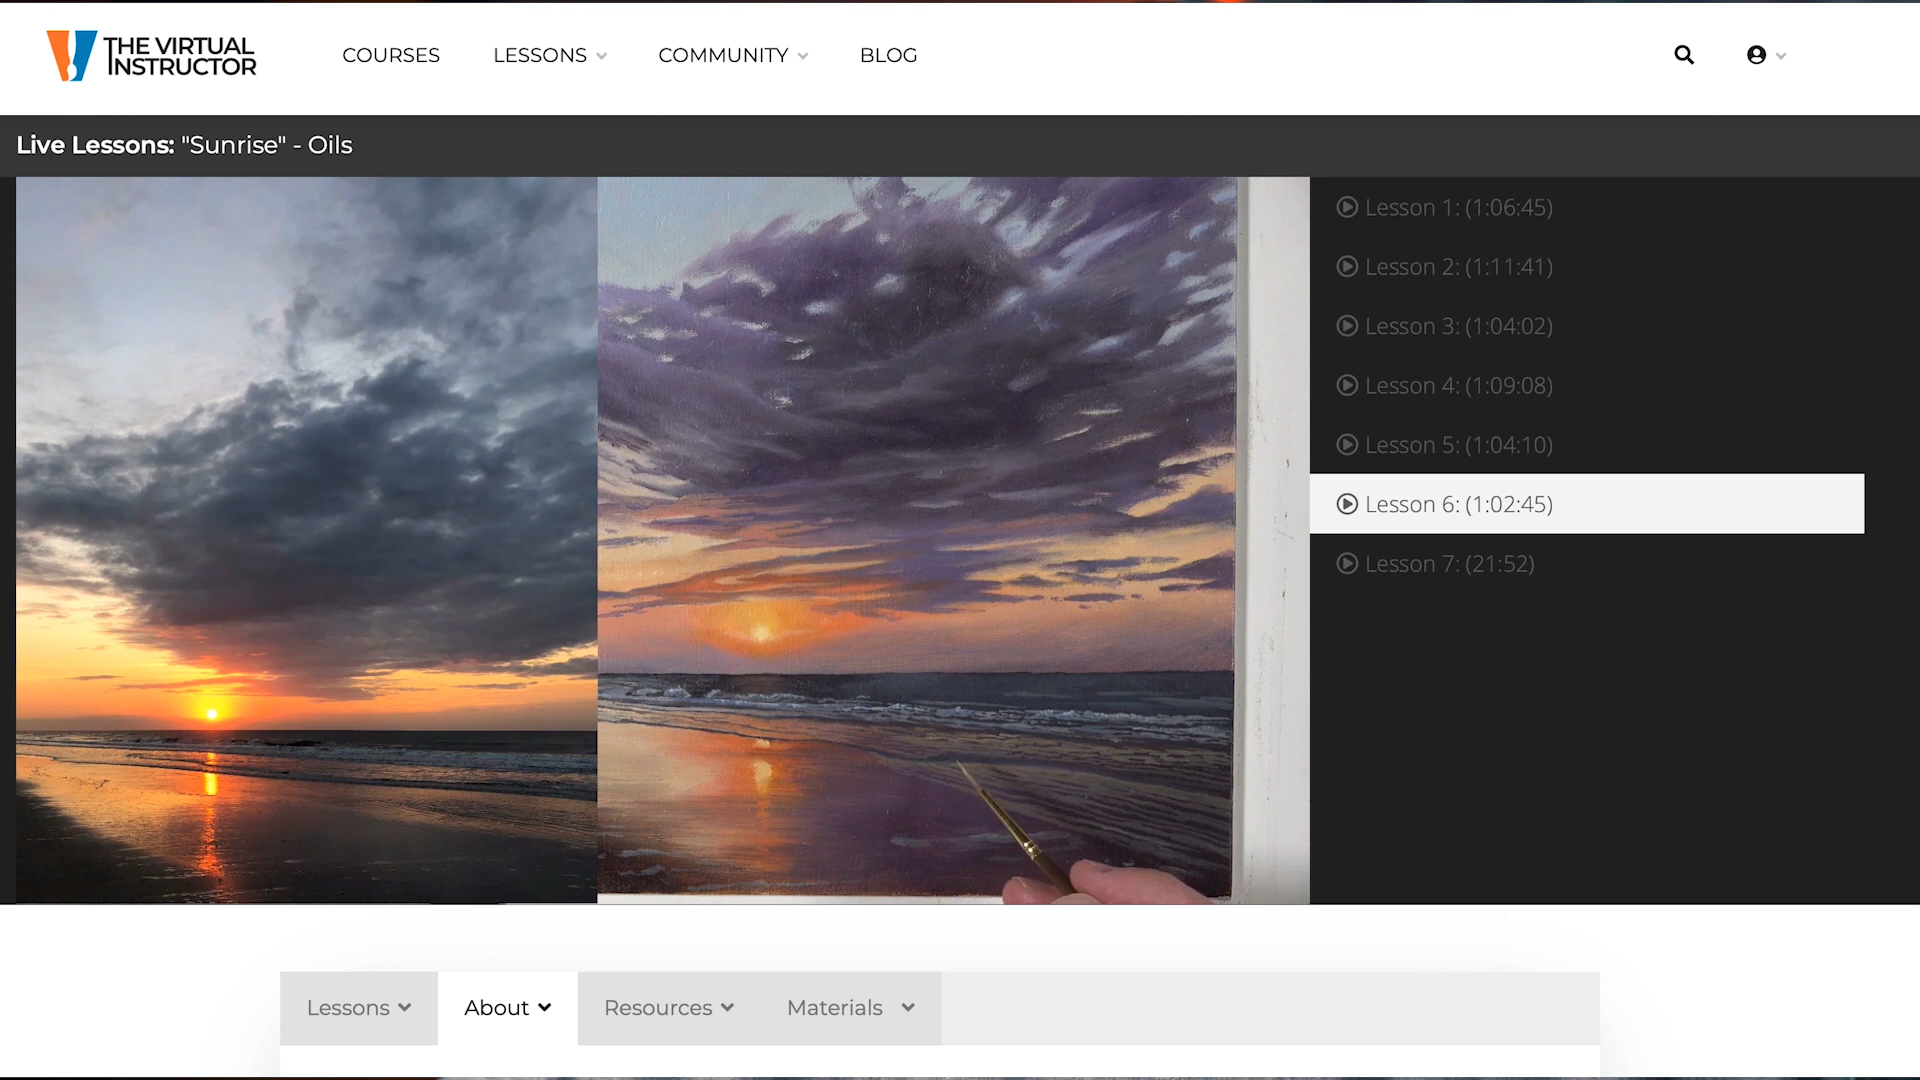 THE VIRTUAL
INSTRUCTOR
COURSES
LESSONS
COMMUNITY
BLOG
Live Lessons: "Sunrise" - Oils
Lesson 1: (1:06:45)
Lesson 2: (1:11:41)
Lesson 3: (1:04:02)
Lesson 4: (1:09:08)
Lesson 5: (1:04:10)
Lesson 6: (1:02:45)
Lesson 7: (21:52)
Lessons
About
Resources
Materials